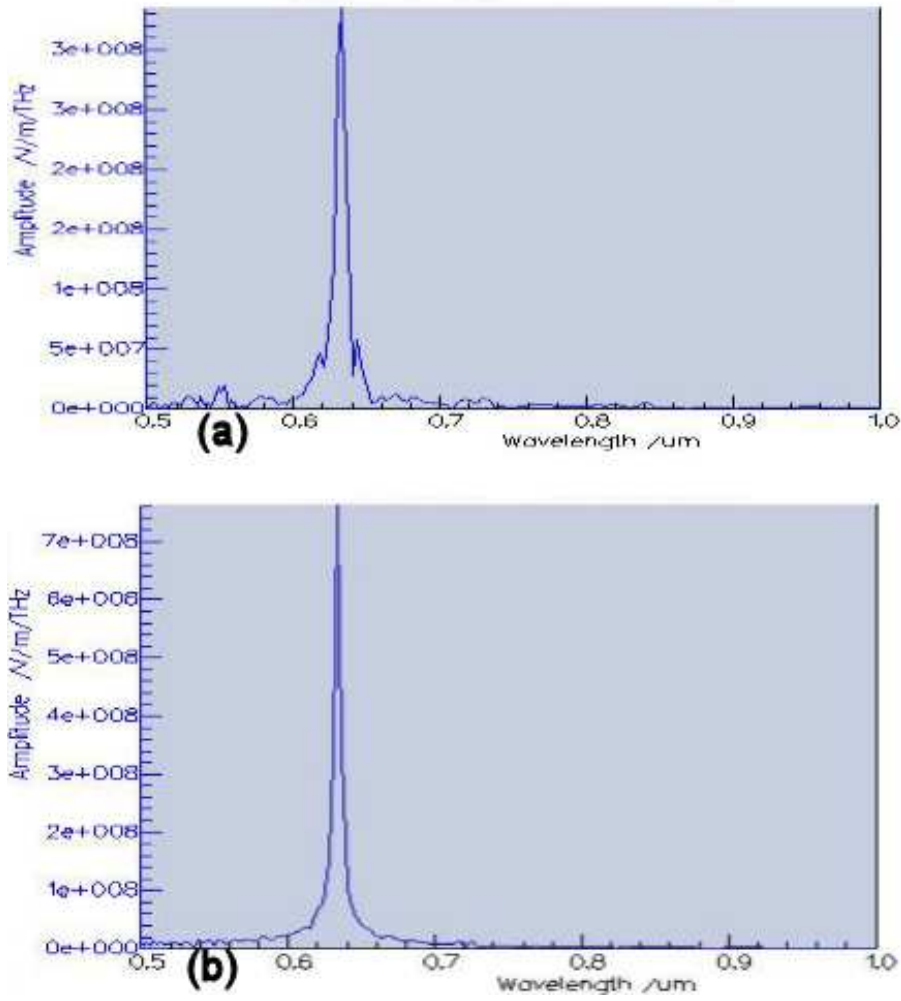 3e+008
3e+008
2e+008
2e+008
1e+008
5e+007
0e+000
Amplitude /V/m/THz
0.5 0.6 0.7 0.8 0.9 1.0
(a)
Wavelength /um
7e+008
6e+008
5e+008
4e+008
3e+008
2e+008
1e+008
0e+000
Amplitude /V/m/THz
0.5 0.6 0.7 0.8 0.9 1.0
(b)
Wavelength /um